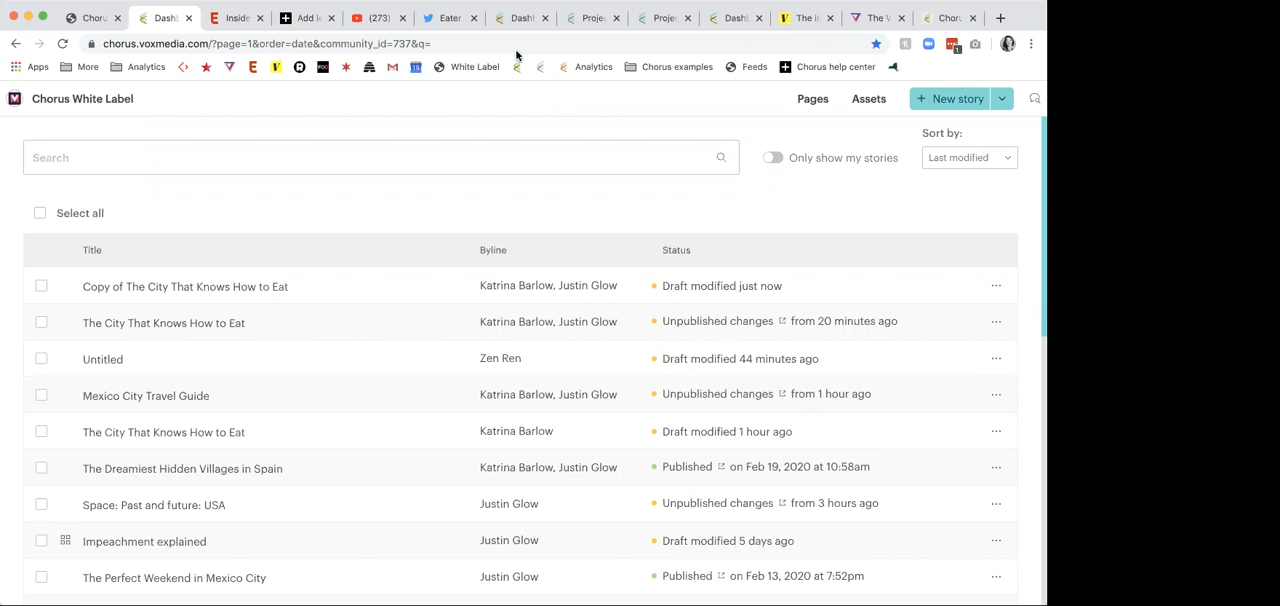 Choru
Dashl
Inside
Add le
(273)
Eater
Dashl
Projec
Projec
Dashl
The in
The V
Choru
chorus.voxmedia.com/?page=1&order=date&community_id=737&q=
Apps More Analytics White Label Analytics Chorus examples Feeds Chorus help center
Chorus White Label Pages Assets + New story
Sort by:
Search Only show my stories Last modified
Select all
Title Byline Status
Copy of The City That Knows How to Eat Katrina Barlow, Justin Glow Draft modified just now ...
The City That Knows How to Eat Katrina Barlow, Justin Glow Unpublished changes from 20 minutes ago ...
Untitled Zen Ren Draft modified 44 minutes ago ...
Mexico City Travel Guide Katrina Barlow, Justin Glow Unpublished changes from 1 hour ago ...
The City That Knows How to Eat Katrina Barlow Draft modified 1 hour ago ...
The Dreamiest Hidden Villages in Spain Katrina Barlow, Justin Glow Published on Feb 19, 2020 at 10:58am ...
Space: Past and future: USA Justin Glow Unpublished changes from 3 hours ago ...
Impeachment explained Justin Glow Draft modified 5 days ago ...
The Perfect Weekend in Mexico City Justin Glow Published on Feb 13, 2020 at 7:52pm ...